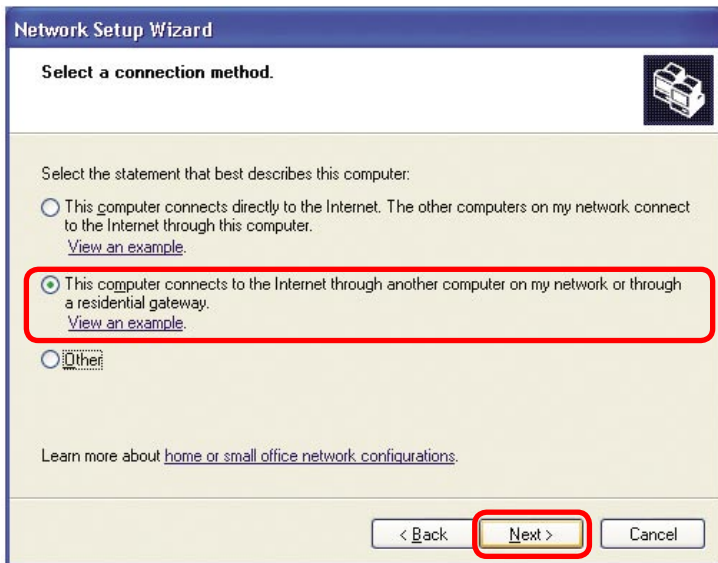 Network Setup Wizard
Select a connection method.
Select the statement that best describes this computer:
This computer connects directly to the Internet. The other computers on my network connect
to the Internet through this computer.
View an example.
This computer connects to the Internet through another computer on my network or through
a residential gateway.
View an example.
Other
Learn more about home or small office network configurations.
< Back
Next >
Cancel